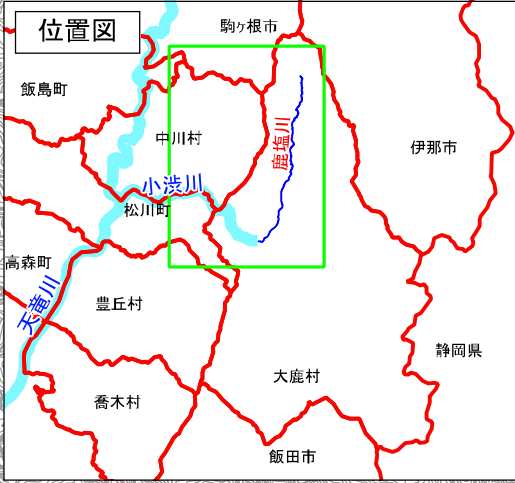 位置図
駒ヶ根市
飯島町
中川村
鹿塩川
伊那市
小渋川
松川町
高森町
天竜川
豊丘村
静岡県
大鹿村
喬木村
飯田市